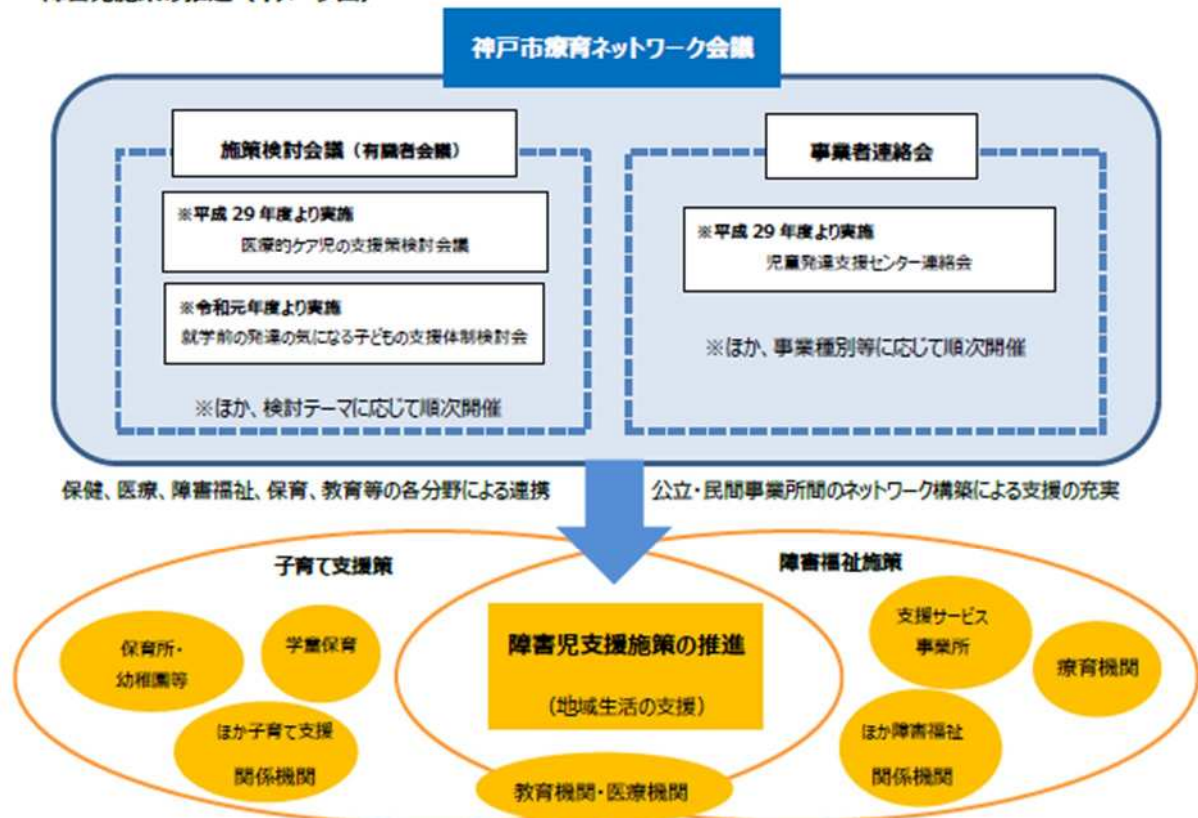 神戸市療育ネットワーク会議
施策検討会議（有識者会議）
※平成 29 年度より実施
医療的ケア児の支援策検討会議
※令和元年度より実施
就学前の発達の気になる子どもの支援体制検討会
※ほか、検討テーマに応じて順次開催
事業者連絡会
※平成 29 年度より実施
児童発達支援センター連絡会
※ほか、事業種別等に応じて順次開催
保健、医療、障害福祉、保育、教育等の各分野による連携
公立・民間事業所間のネットワーク構築による支援の充実
子育て支援策
保育所・
幼稚園等
学童保育
ほか子育て支援
関係機関
障害児支援施策の推進
（地域生活の支援）
教育機関・医療機関
障害福祉施策
支援サービス
事業所
療育機関
ほか障害福祉
関係機関